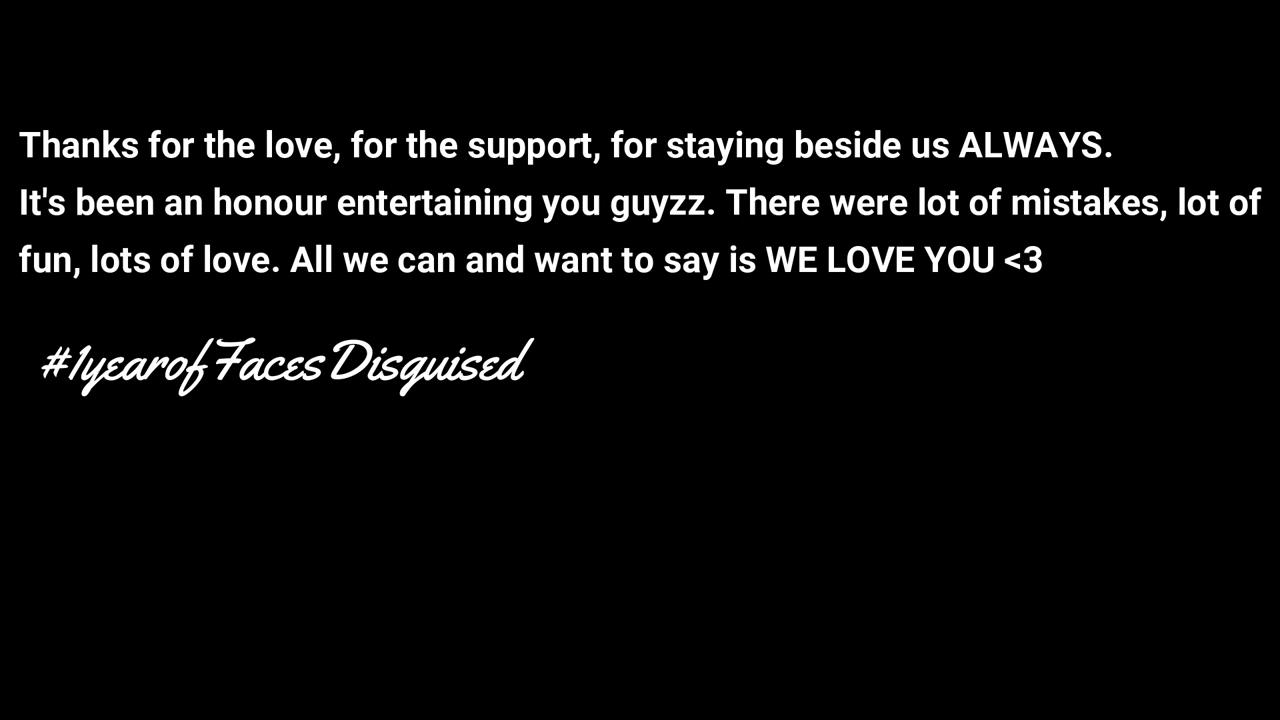 Thanks for the love, for the support, for staying beside us ALWAYS.
It's been an honour entertaining you guyzz. There were lot of mistakes, lot of
fun, lots of love. All we can and want to say is WE LOVE YOU <3
#1yearofFacesDisguised